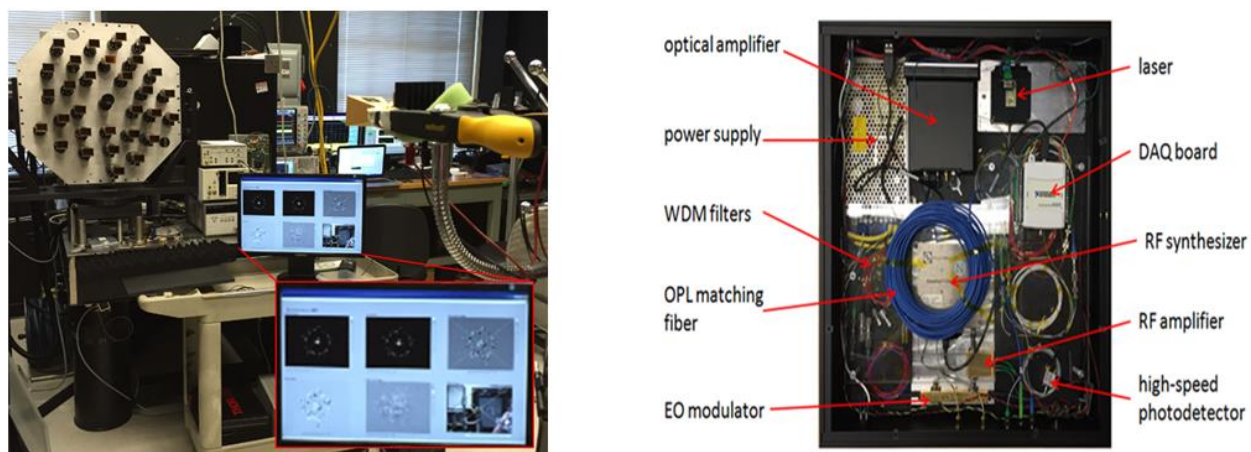 optical amplifier
power supply
WDM filters
OPL matching
fiber
EO modulator
laser
DAQ board
RF synthesizer
RF amplifier
high-speed
photodetector